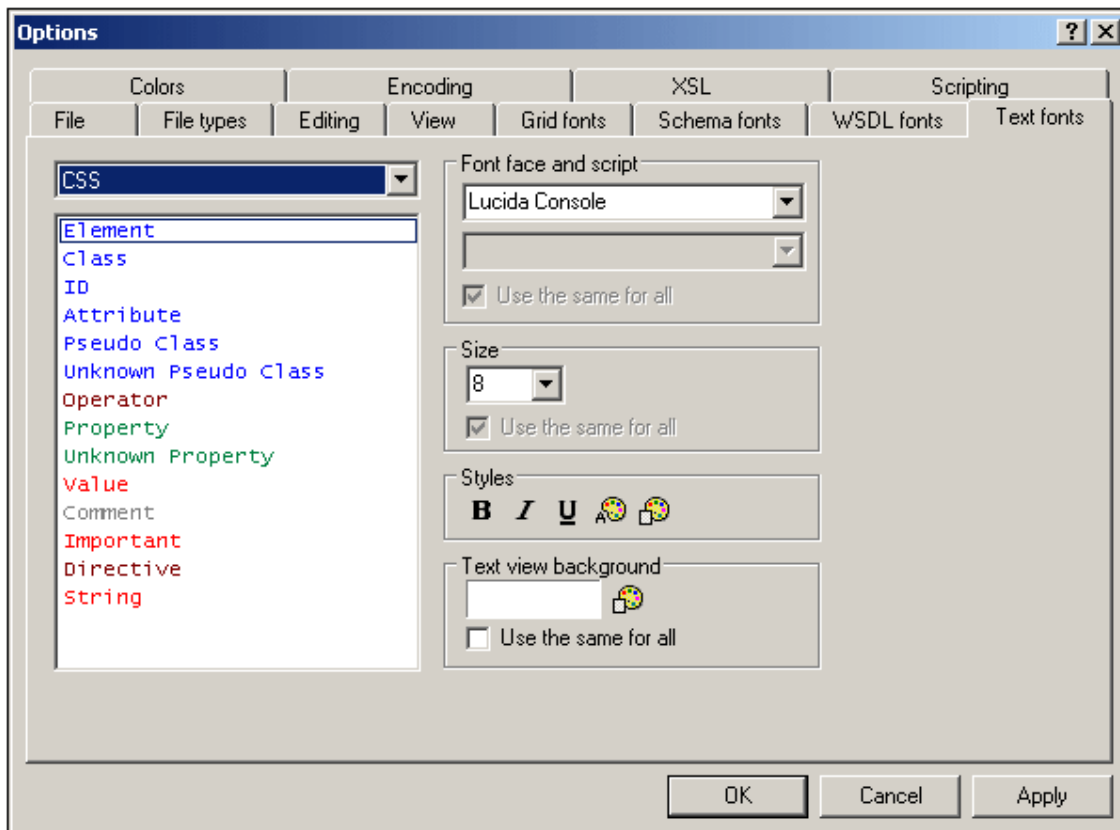 Options
Colors Encoding XSL Scripting
File File types Editing View Grid fonts Schema fonts WSDL fonts Text fonts
CSS
Element
Class
ID
Attribute
Pseudo Class
Unknown Pseudo Class
Operator
Property
Unknown Property
Value
Comment
Important
Directive
String
Font face and script
Lucida Console
Use the same for all
Size
8
Use the same for all
Styles
B I U A
Text view background
Use the same for all
OK Cancel Apply